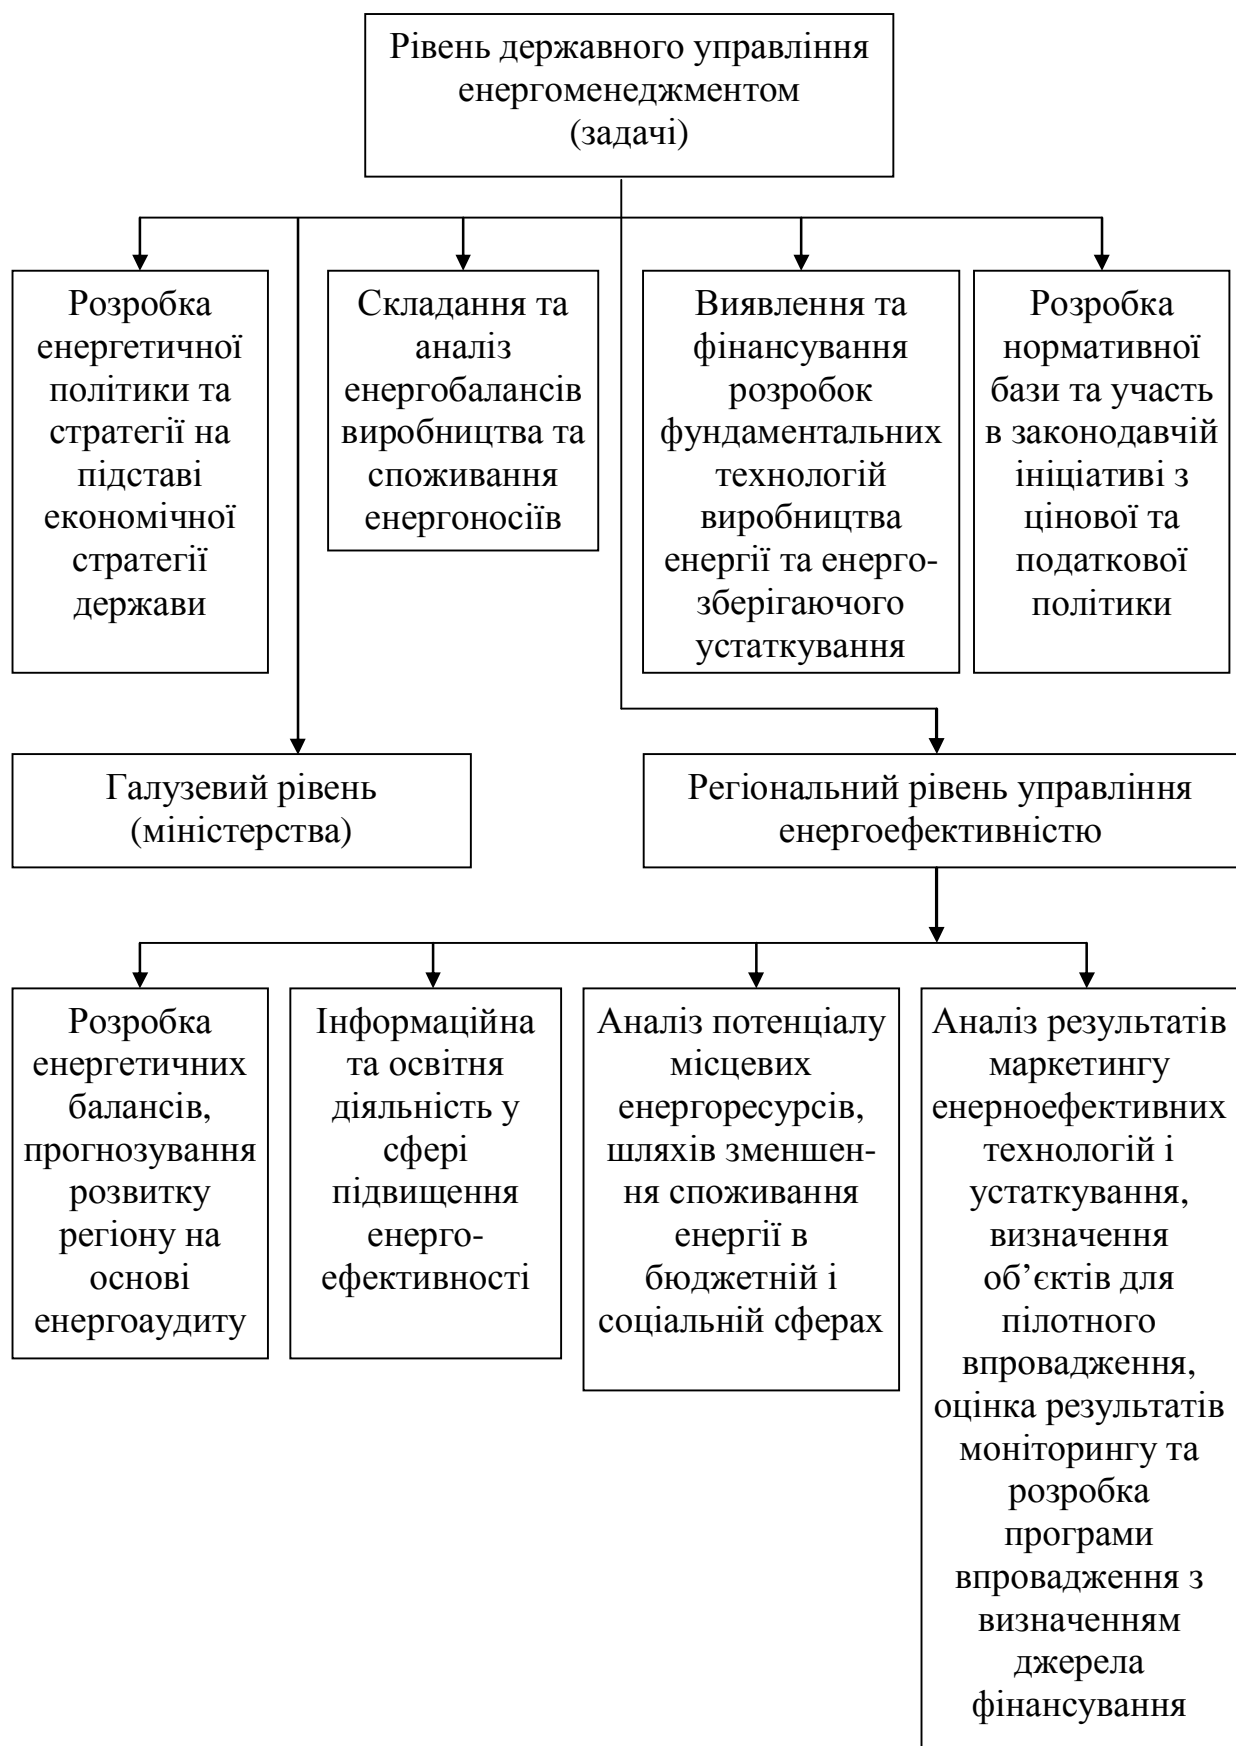 Рівень державного управління
енергоменеджментом
(задачі)
Розробка
енергетичної
політики та
стратегії на
підставі
економічної
стратегії
держави
Складання та
аналіз
енергобалансів
виробництва та
споживання
енергоносіїв
Виявлення та
фінансування
розробок
фундаментальних
технологій
виробництва
енергії та енерго-
зберігаючого
устаткування
Розробка
нормативної
бази та участь
в законодавчій
ініціативі з
цінової та
податкової
політики
Галузевий рівень
(міністерства)
Регіональний рівень управління
енергоефективністю
Розробка
енергетичних
балансів,
прогнозування
розвитку
регіону на
основі
енергоаудиту
Інформаційна
та освітня
діяльність у
сфері
підвищення
енерго-
ефективності
Аналіз потенціалу
місцевих
енергоресурсів,
шляхів зменшен-
ня споживання
енергії в
бюджетній і
соціальній сферах
Аналіз результатів
маркетингу
енерноефективних
технологій і
устаткування,
визначення
об’єктів для
пілотного
впровадження,
оцінка результатів
моніторингу та
розробка
програми
впровадження з
визначенням
джерела
фінансування